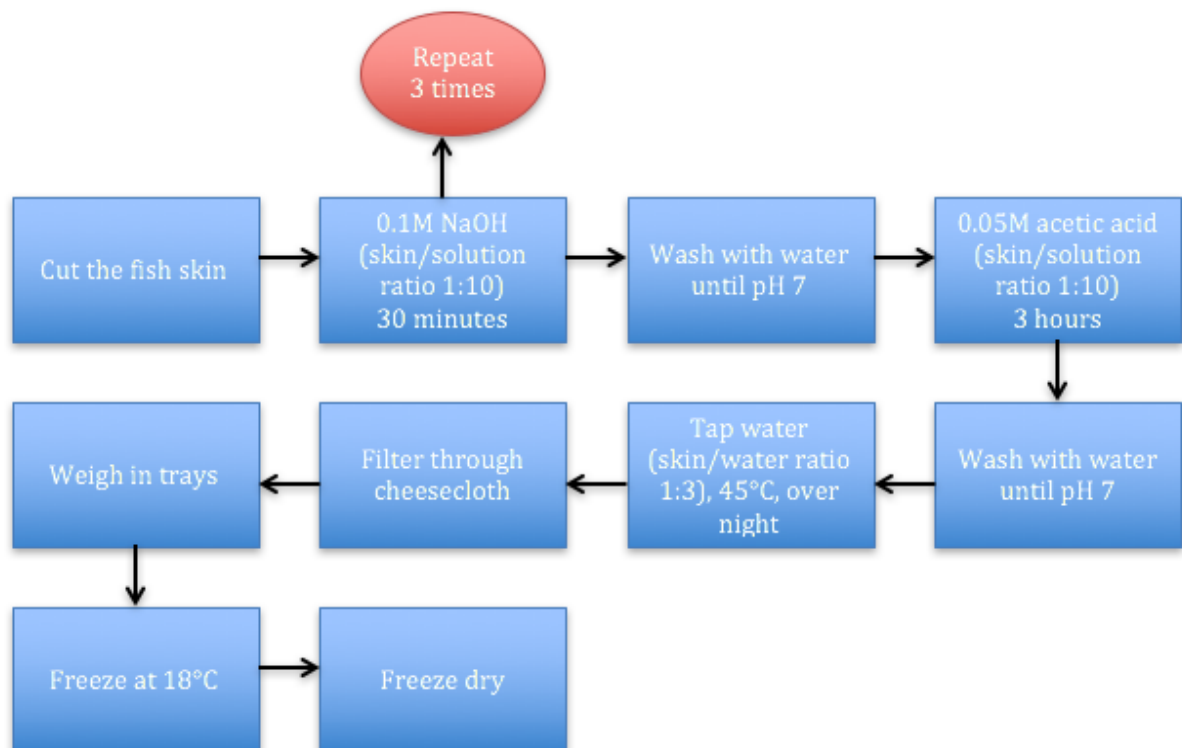 Repeat
3 times
Cut the fish skin
0.1M NaOH
(skin/solution
ratio 1:10)
30 minutes
Wash with water
until pH 7
0.05M acetic acid
(skin/solution
ratio 1:10)
3 hours
Wash with water
until pH 7
Tap water
(skin/water ratio
1:3), 45°C, over
night
Filter through
cheesecloth
Weigh in trays
Freeze at 18°C
Freeze dry